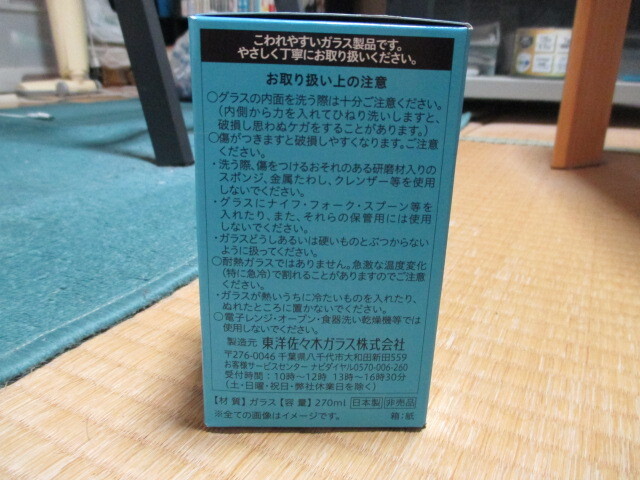 こわれやすいガラス製品です。
やさしく丁寧にお取り扱いください。
お取り扱い上の注意
○グラスの内面を洗う際は十分ご注意ください。
(内側から力を入れてひねり洗いしますと、
破損し思わぬケガをすることがあります。)
○傷がつきますと破損しやすくなります。ご注意
ください。
・洗う際、傷をつけるおそれのある研磨材入りの
スポンジ、金属たわし、クレンザー等を使用
しないでください。
・グラスにナイフ・フォーク・スプーン等を
入れたり、また、それらの保管用には使用
しないでください。
・ガラスどうしあるいは硬いものとぶつからない
ように扱ってください。
○耐熱ガラスではありません。急激な温度変化
(特に急冷)で割れることがありますのでご注意
ください。
・ガラスが熱いうちに冷たいものを入れたり、
ぬれたところに置かないでください。
○電子レンジ・オーブン・食器洗い乾燥機等では
使用しないでください。
製造元 東洋佐々木ガラス株式会社
〒276-0046 千葉県八千代市大和田新田559
お客様サービスセンター ナビダイヤル0570-006-260
受付時間:10時〜12時 13時〜16時30分
(土・日曜・祝日・弊社休業日を除く)
【材質】ガラス【容量】270ml 日本製 非売品
※全ての画像はイメージです。 箱:紙